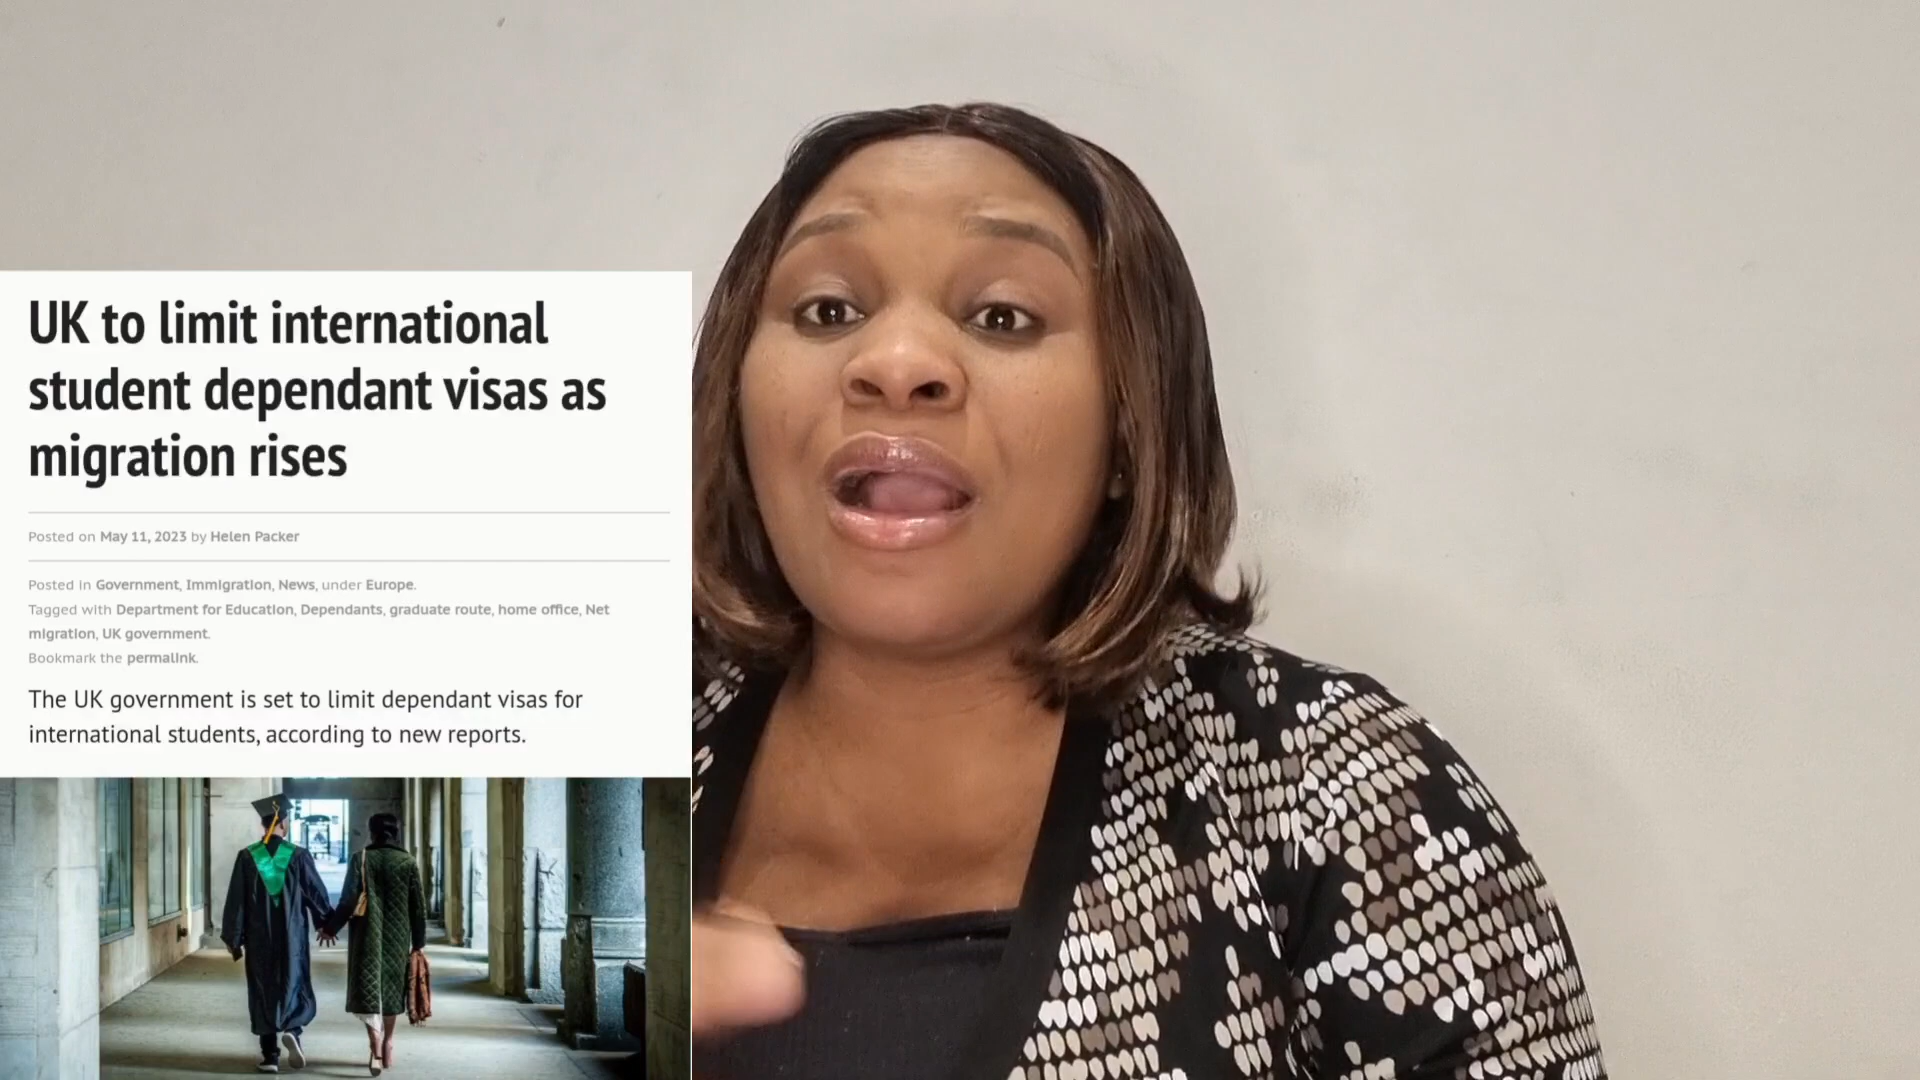 UK to limit international
student dependant visas as
migration rises
Posted on May 11, 2023 by Helen Packer
Posted in Government, Immigration, News, under Europe.
Tagged with Department for Education, Dependants, graduate route, home office, Net
migration, UK government.
Bookmark the permalink.
The UK government is set to limit dependant visas for
international students, according to new reports.